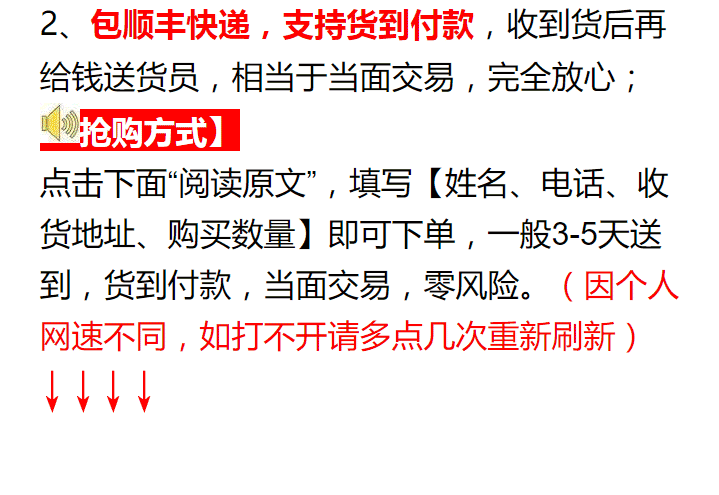 2、包顺丰快递，支持货到付款，收到货后再
给钱送货员，相当于当面交易，完全放心；
抢购方式】
点击下面“阅读原文”，填写【姓名、电话、收
货地址、购买数量】即可下单，一般3-5天送
到，货到付款，当面交易，零风险。（因个人
网速不同，如打不开请多点几次重新刷新）
↓↓↓↓